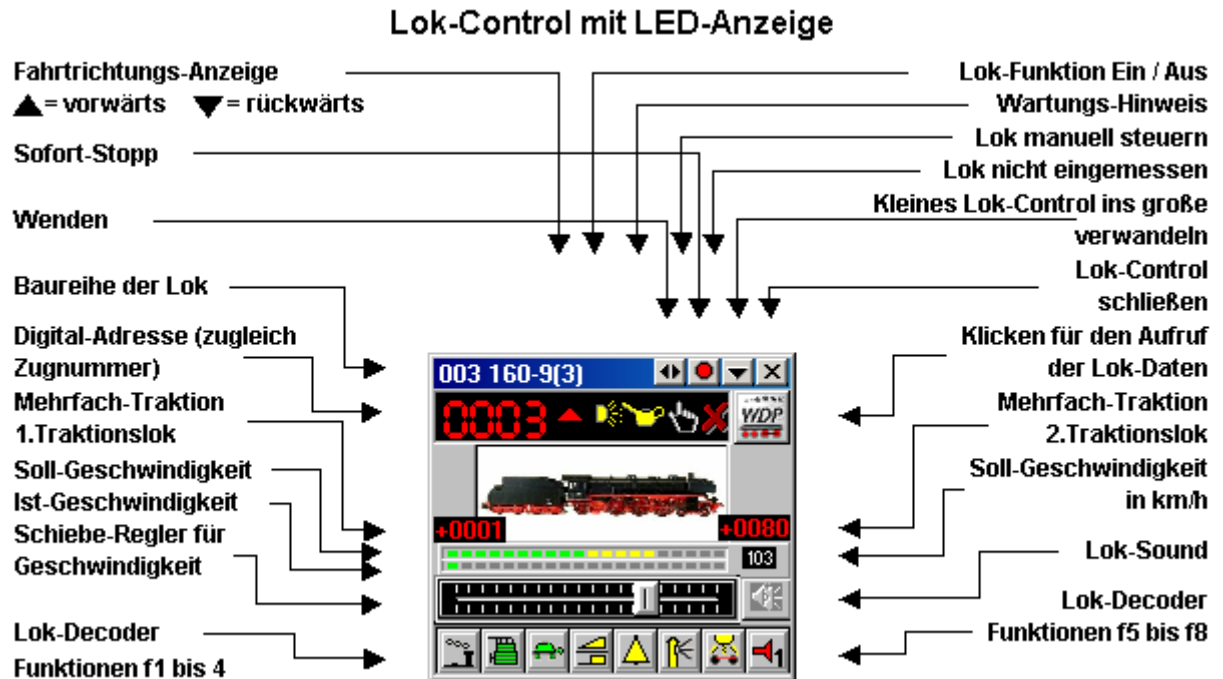 Lok-Control mit LED-Anzeige
Fahrtrichtungs-Anzeige
▲= vorwärts ▼= rückwärts
Sofort-Stopp
Wenden
Baureihe der Lok
Digital-Adresse (zugleich
Zugnummer)
Mehrfach-Traktion
1.Traktionslok
Soll-Geschwindigkeit
Ist-Geschwindigkeit
Schiebe-Regler für
Geschwindigkeit
Lok-Decoder
Funktionen f1 bis 4
Lok-Funktion Ein / Aus
Wartungs-Hinweis
Lok manuell steuern
Lok nicht eingemessen
Kleines Lok-Control ins große
verwandeln
Lok-Control
schließen
Klicken für den Aufruf
der Lok-Daten
Mehrfach-Traktion
2.Traktionslok
Soll-Geschwindigkeit
in km/h
Lok-Sound
Lok-Decoder
Funktionen f5 bis f8
003 160-9(3)
0003
WDP
+0001
+0080
103
1